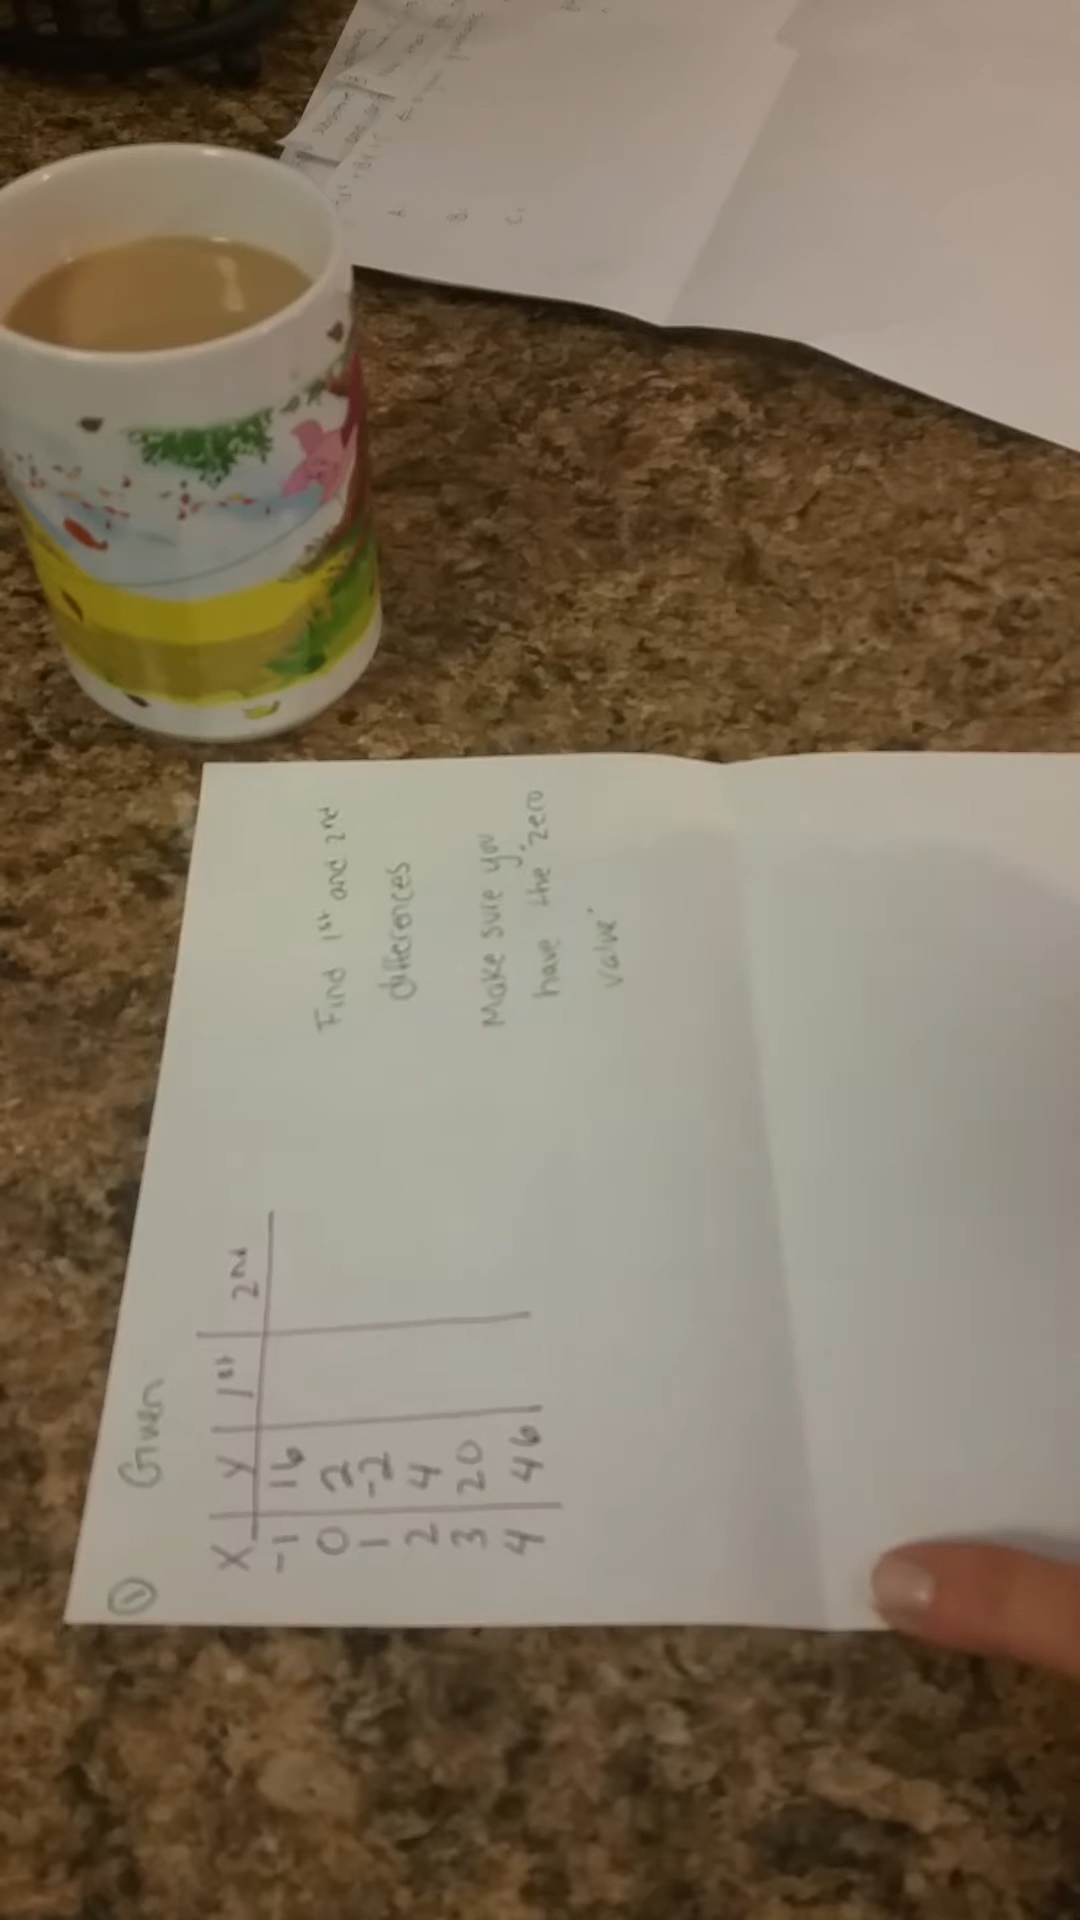 ① Given
X Y 1st 2nd
-1 16
0 2
1 -2
2 4
3 20
4 46
Find 1st and 2nd
differences
Make sure you
have the "zero
value"
A.
B.
C.